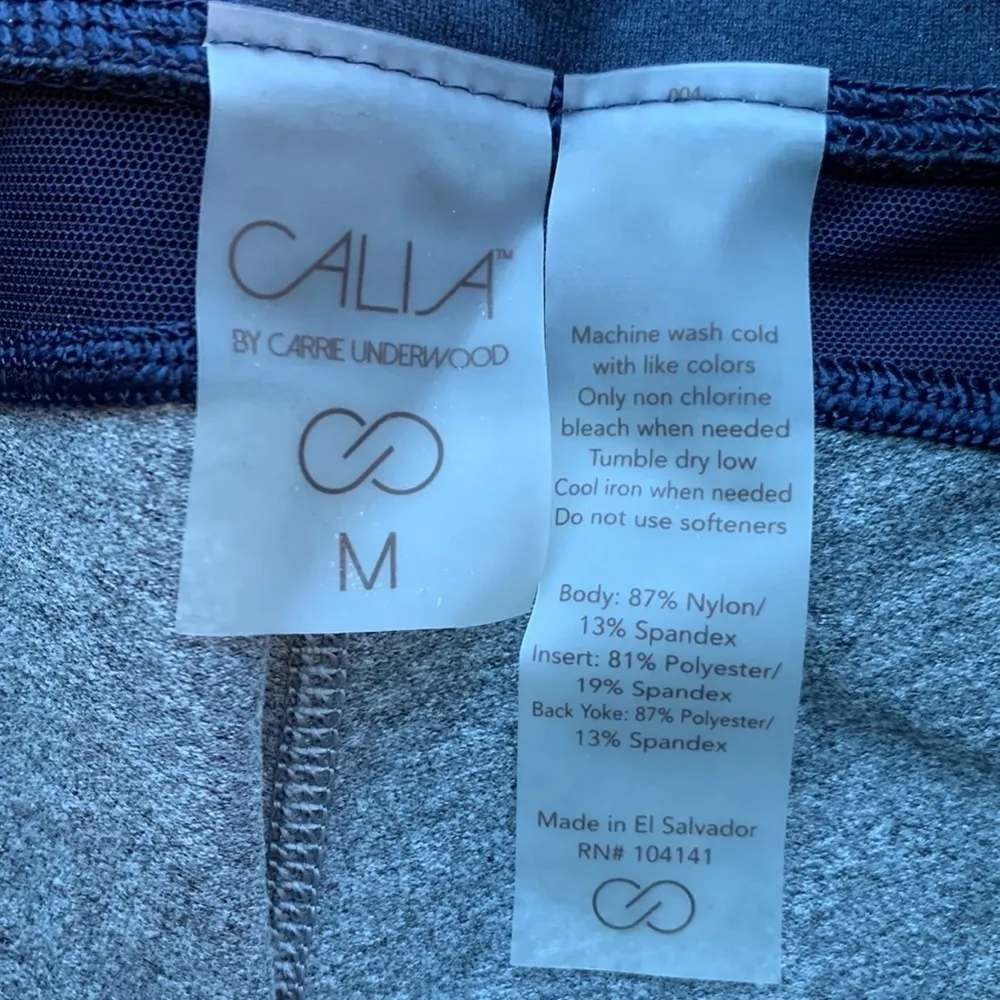 CALIA™
BY CARRIE UNDERWOOD
M
004
Machine wash cold
with like colors
Only non chlorine
bleach when needed
Tumble dry low
Cool iron when needed
Do not use softeners
Body: 87% Nylon/
13% Spandex
Insert: 81% Polyester/
19% Spandex
Back Yoke: 87% Polyester/
13% Spandex
Made in El Salvador
RN# 104141